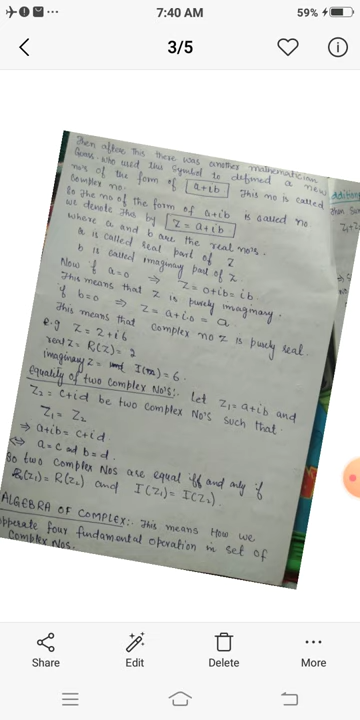 7:40 AM
59%
3/5
Then after this there was another mathematician
Gauss who used this symbol to defined a new
no's of the form of a+ib This no is called
Complex no.
So the no of the form of a+ib is called no.
we denote this by Z = a+ib
where a and b are the real no's.
a is called real part of Z
b is called imaginary part of Z.
Now if a=0 ⇒ Z=0+ib=ib.
This means that Z is purely imaginary.
if b=0 ⇒ Z=a+i.0=a
This means that complex no Z is purely real.
e.g Z=2+i6
real Z = R(Z)=2
imaginary Z = = 6.
Equality of two Complex No's:. Let Z₁=a+ib and
Z₂=c+id be two complex No's such that.
Z₁=Z₂
⇒ a+ib=c+id.
⇔ a=c and b=d.
So two complex Nos are equal iff and only if
R(Z₁)=R(Z₂) and I(Z₁)=I(Z₂).
ALGEBRA OF COMPLEX:. This means How we
opperate four fundamental operation in set of
Complex Nos.
Share
Edit
Delete
More